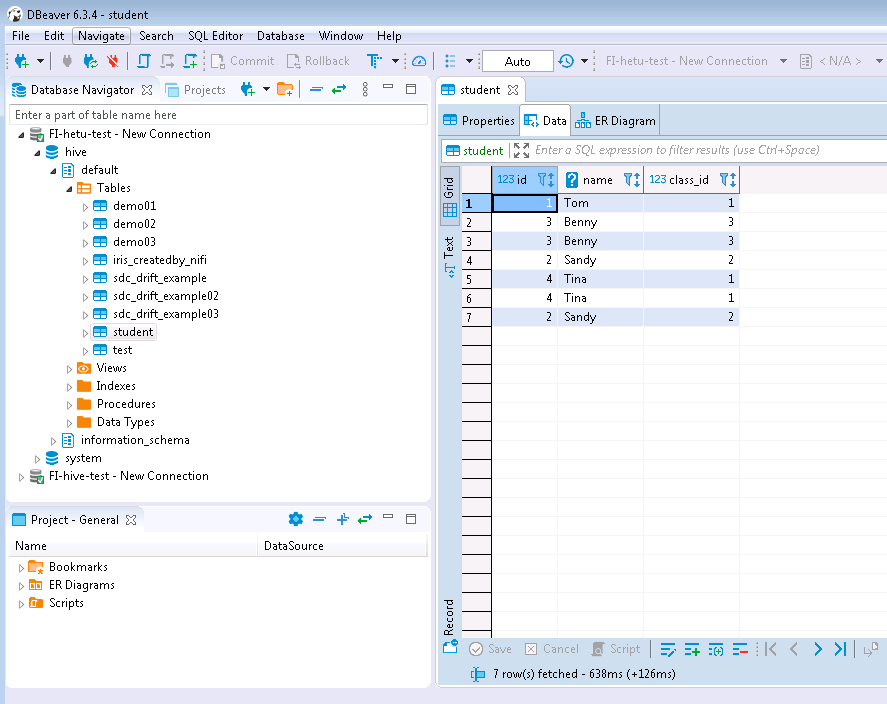 DBeaver 6.3.4 - student
File Edit Navigate Search SQL Editor Database Window Help
Commit Rollback Auto FI-hetu-test - New Connection < N/A >
Database Navigator Projects
Enter a part of table name here
FI-hetu-test - New Connection
hive
default
Tables
demo01
demo02
demo03
iris_createdby_nifi
sdc_drift_example
sdc_drift_example02
sdc_drift_example03
student
test
Views
Indexes
Procedures
Data Types
information_schema
system
FI-hive-test - New Connection
Project - General
Name DataSource
Bookmarks
ER Diagrams
Scripts
student
Properties Data ER Diagram
student Enter a SQL expression to filter results (use Ctrl+Space)
Grid
Text
Record
123 id ? name 123 class_id
1 1 Tom 1
2 3 Benny 3
3 3 Benny 3
4 2 Sandy 2
5 4 Tina 1
6 4 Tina 1
7 2 Sandy 2
Save Cancel Script
7 row(s) fetched - 638ms (+126ms)